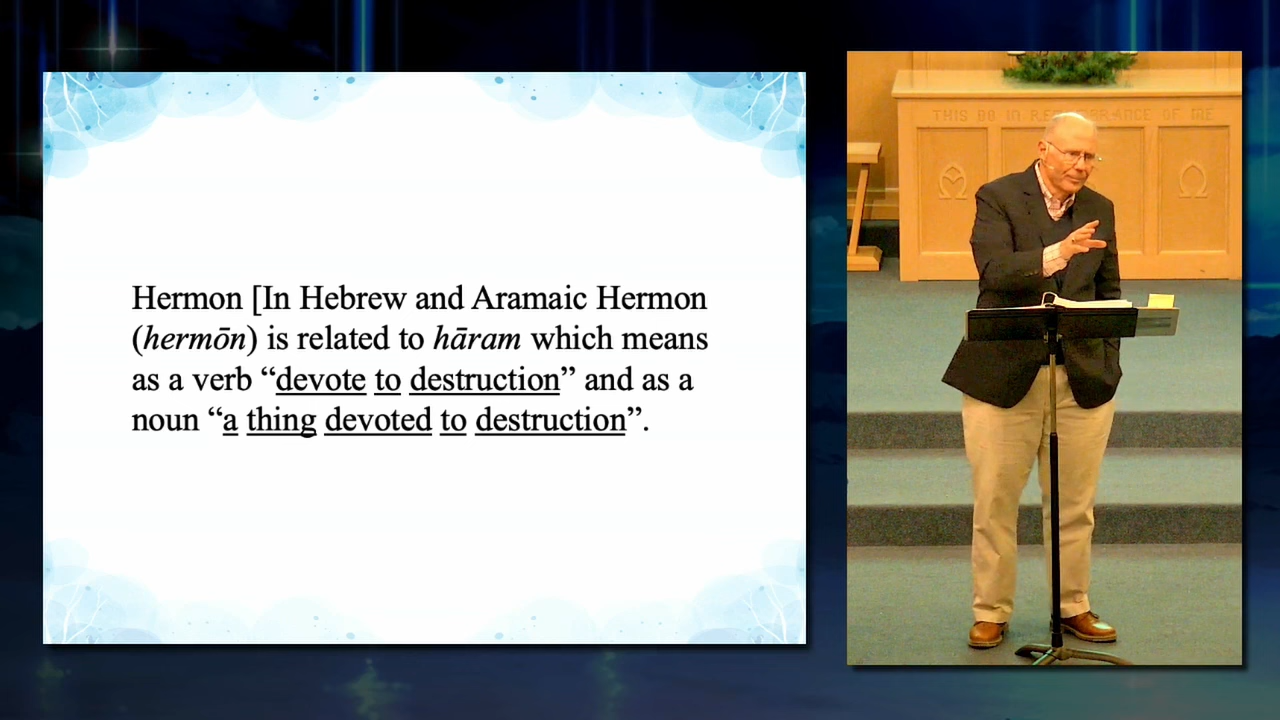 Hermon [In Hebrew and Aramaic Hermon
(hermōn) is related to hāram which means
as a verb “devote to destruction” and as a
noun “a thing devoted to destruction”.
THIS DO IN REMEMBRANCE OF ME